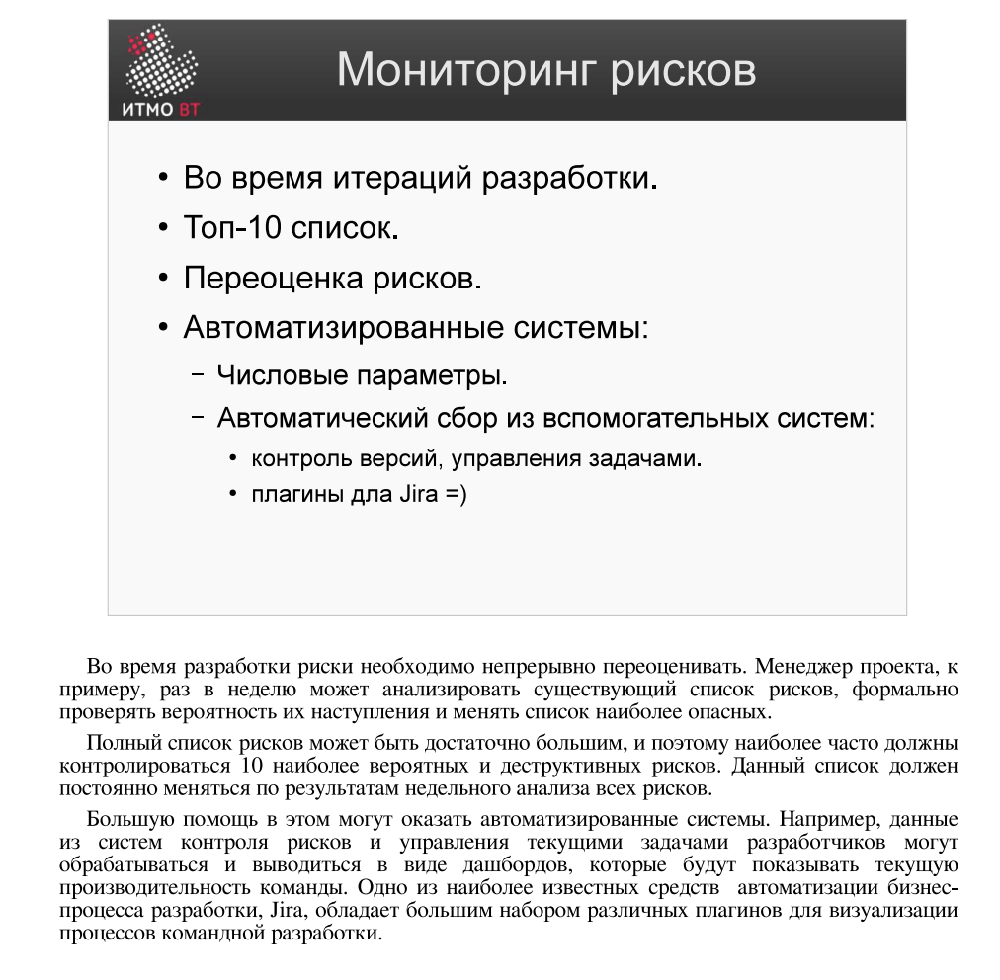 ИТМО ВТ
Мониторинг рисков
• Во время итераций разработки.
• Топ-10 список.
• Переоценка рисков.
• Автоматизированные системы:
– Числовые параметры.
– Автоматический сбор из вспомогательных систем:
• контроль версий, управления задачами.
• плагины дла Jira =)
Во время разработки риски необходимо непрерывно переоценивать. Менеджер проекта, к
примеру, раз в неделю может анализировать существующий список рисков, формально
проверять вероятность их наступления и менять список наиболее опасных.
Полный список рисков может быть достаточно большим, и поэтому наиболее часто должны
контролироваться 10 наиболее вероятных и деструктивных рисков. Данный список должен
постоянно меняться по результатам недельного анализа всех рисков.
Большую помощь в этом могут оказать автоматизированные системы. Например, данные
из систем контроля рисков и управления текущими задачами разработчиков могут
обрабатываться и выводиться в виде дашбордов, которые будут показывать текущую
производительность команды. Одно из наиболее известных средств автоматизации бизнес-
процесса разработки, Jira, обладает большим набором различных плагинов для визуализации
процессов командной разработки.